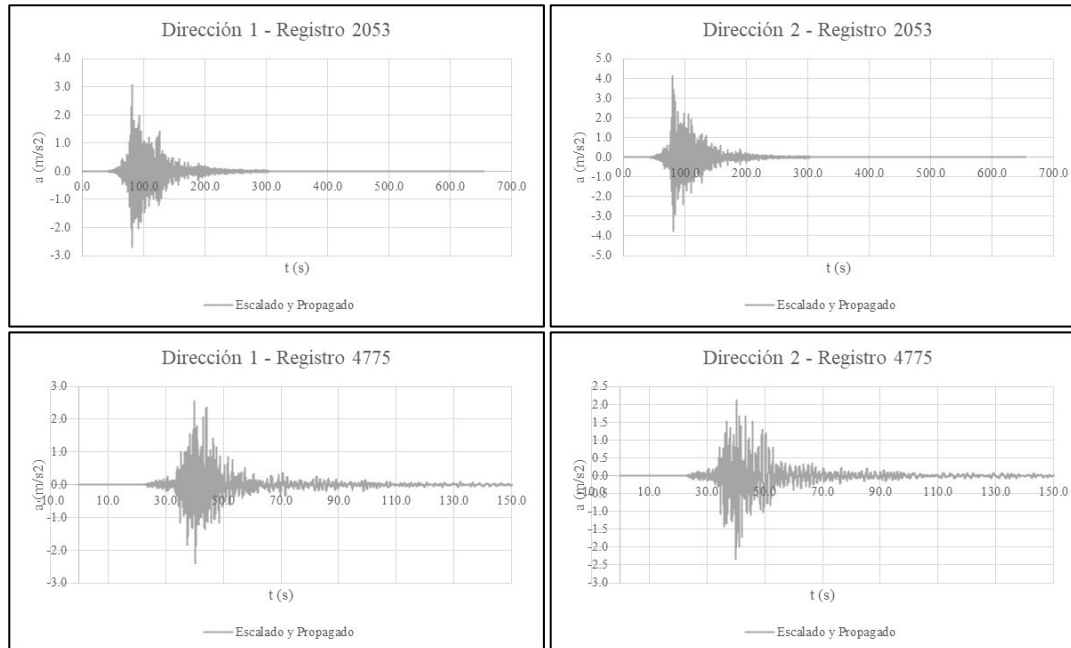 Dirección 1 - Registro 2053
4.0
3.0
2.0
1.0
0.0
-1.0
-2.0
-3.0
a (m/s2)
0.0 100.0 200.0 300.0 400.0 500.0 600.0 700.0
t (s)
Escalado y Propagado
Dirección 2 - Registro 2053
5.0
4.0
3.0
2.0
1.0
0.0
-1.0
-2.0
-3.0
-4.0
-5.0
a (m/s2)
0.0 100.0 200.0 300.0 400.0 500.0 600.0 700.0
t (s)
Escalado y Propagado
Dirección 1 - Registro 4775
3.0
2.0
1.0
0.0
-1.0
-2.0
-3.0
a (m/s2)
-10.0 10.0 30.0 50.0 70.0 90.0 110.0 130.0 150.0
t (s)
Escalado y Propagado
Dirección 2 - Registro 4775
2.5
2.0
1.5
1.0
0.5
0.0
-0.5
-1.0
-1.5
-2.0
-2.5
-3.0
a (m/s2)
-10.0 10.0 30.0 50.0 70.0 90.0 110.0 130.0 150.0
t (s)
Escalado y Propagado